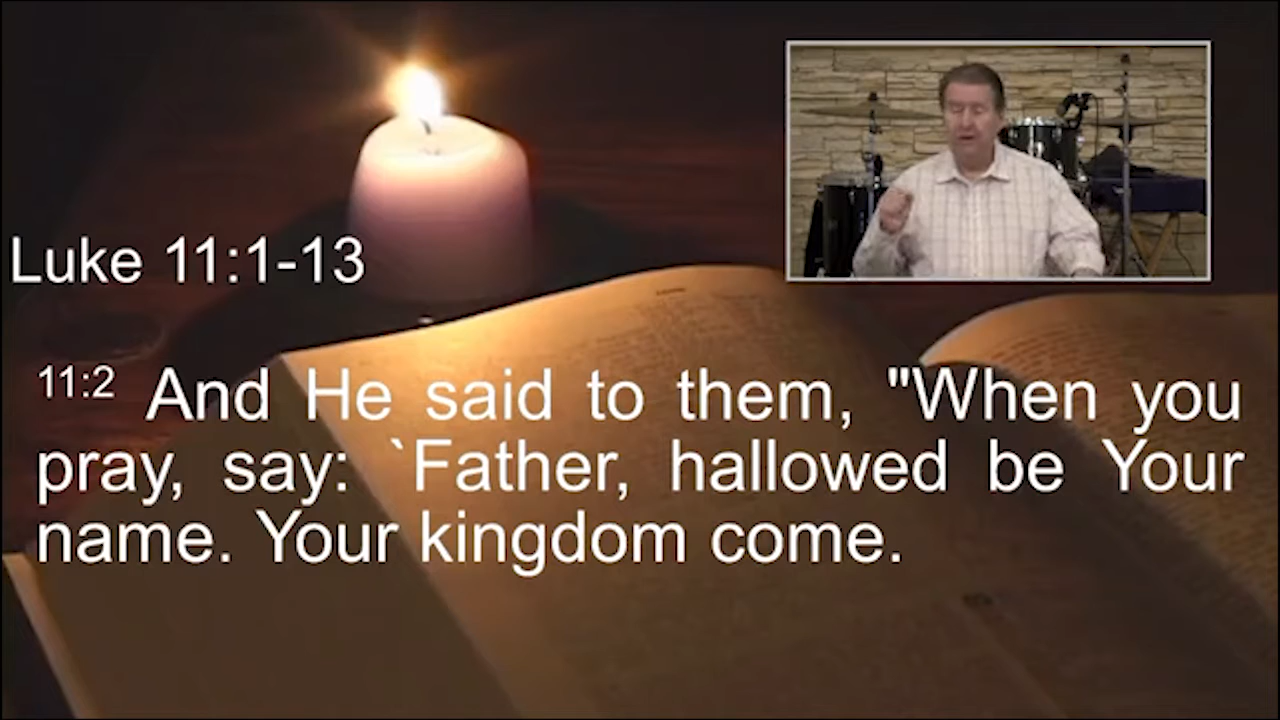 Luke 11:1-13
11:2 And He said to them, "When you
pray, say: `Father, hallowed be Your
name. Your kingdom come.